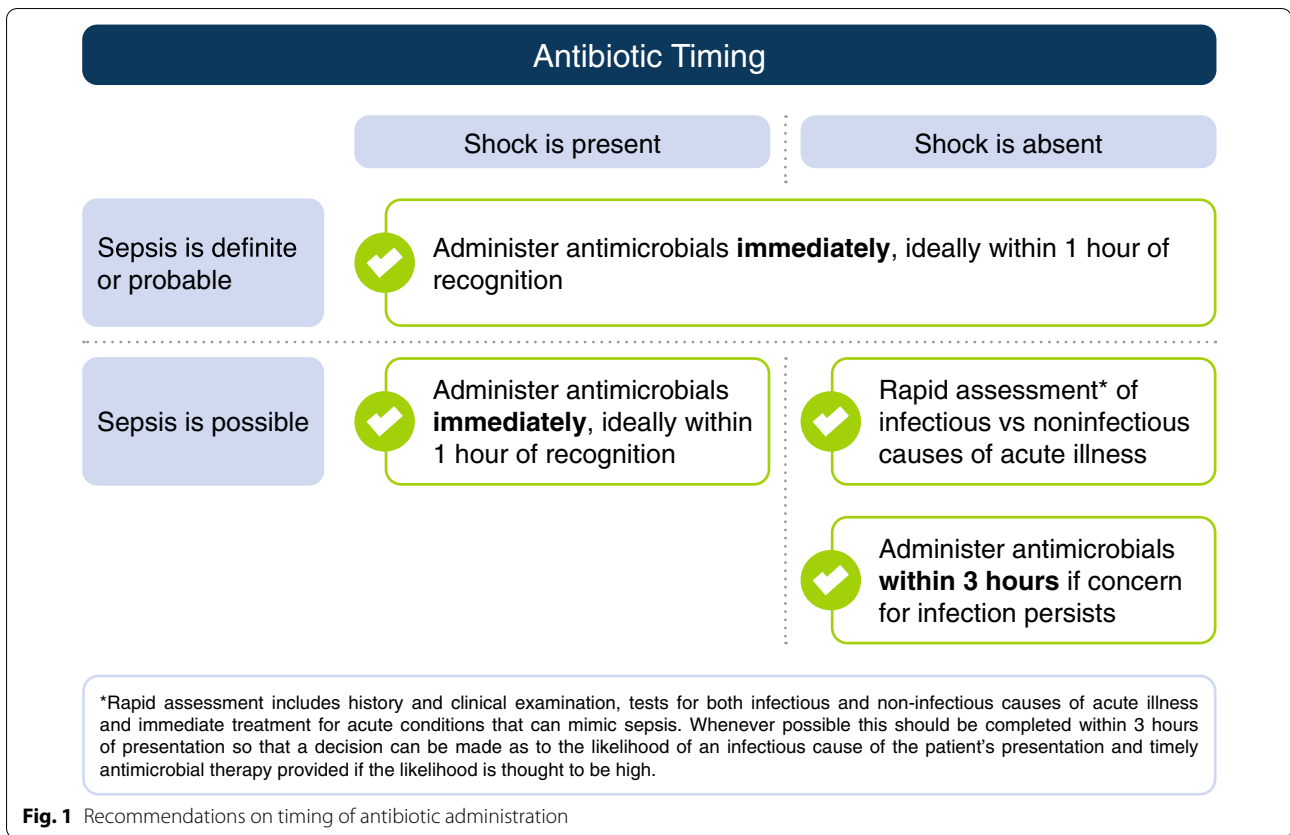 Antibiotic Timing
Shock is present
Shock is absent
Sepsis is definite
or probable
Administer antimicrobials immediately, ideally within 1 hour of
recognition
Sepsis is possible
Administer antimicrobials
immediately, ideally within
1 hour of recognition
Rapid assessment* of
infectious vs noninfectious
causes of acute illness
Administer antimicrobials
within 3 hours if concern
for infection persists
*Rapid assessment includes history and clinical examination, tests for both infectious and non-infectious causes of acute illness
and immediate treatment for acute conditions that can mimic sepsis. Whenever possible this should be completed within 3 hours
of presentation so that a decision can be made as to the likelihood of an infectious cause of the patient's presentation and timely
antimicrobial therapy provided if the likelihood is thought to be high.
Fig. 1 Recommendations on timing of antibiotic administration